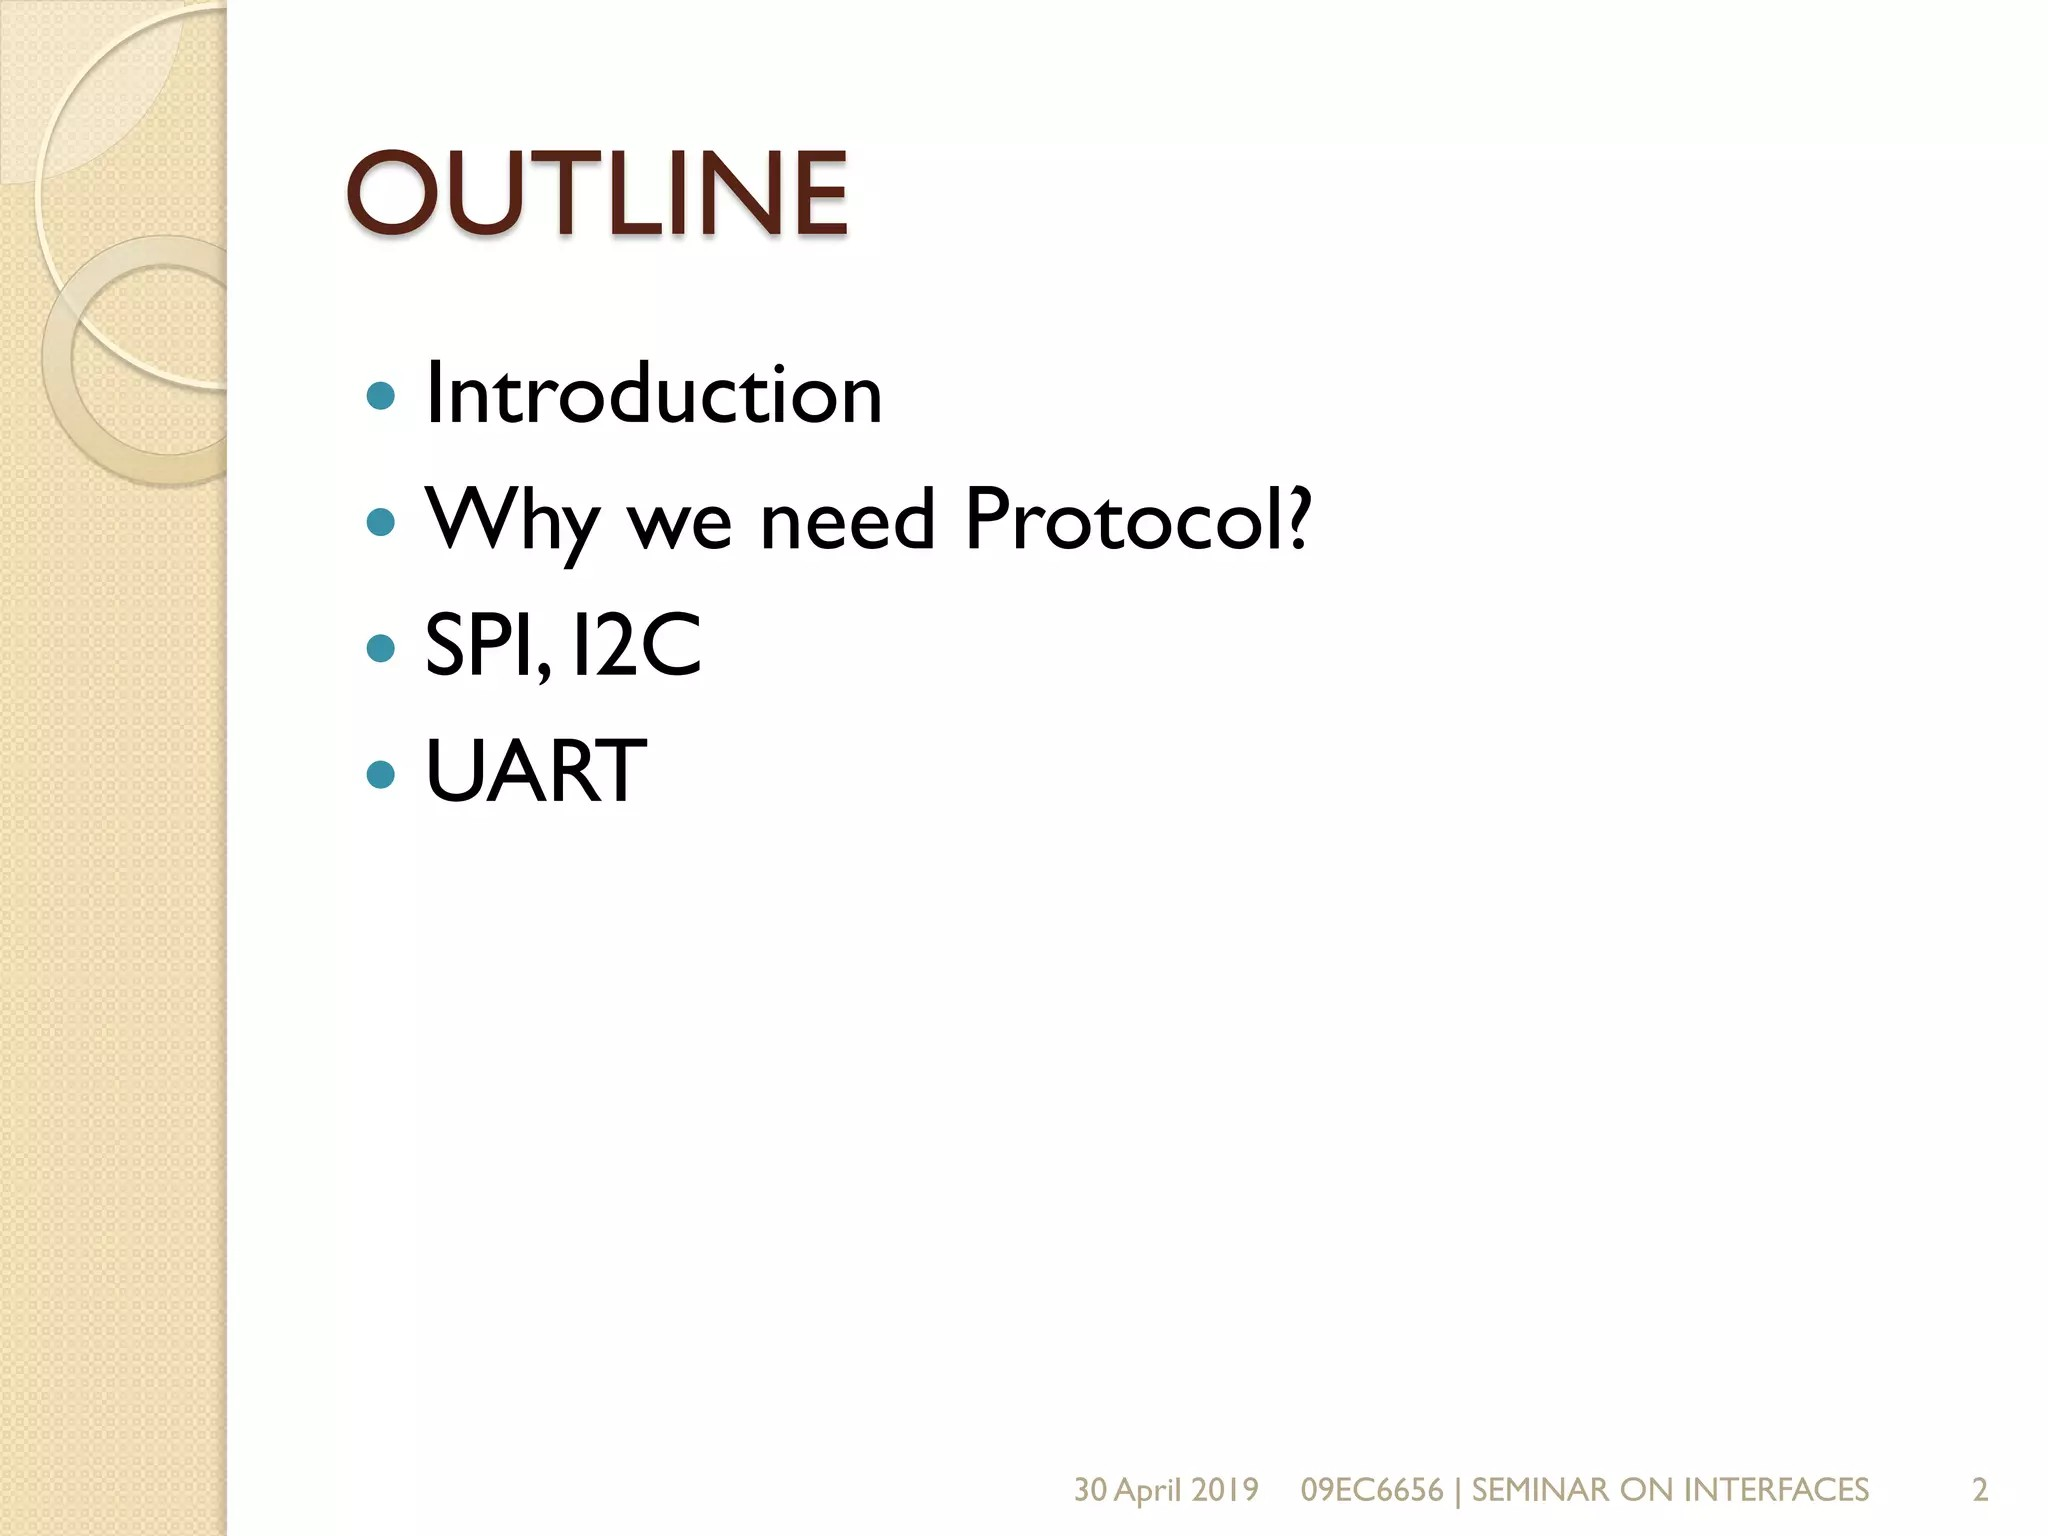 OUTLINE
Introduction
Why we need Protocol?
SPI, I2C
UART
30 April 2019 09EC6656 | SEMINAR ON INTERFACES 2